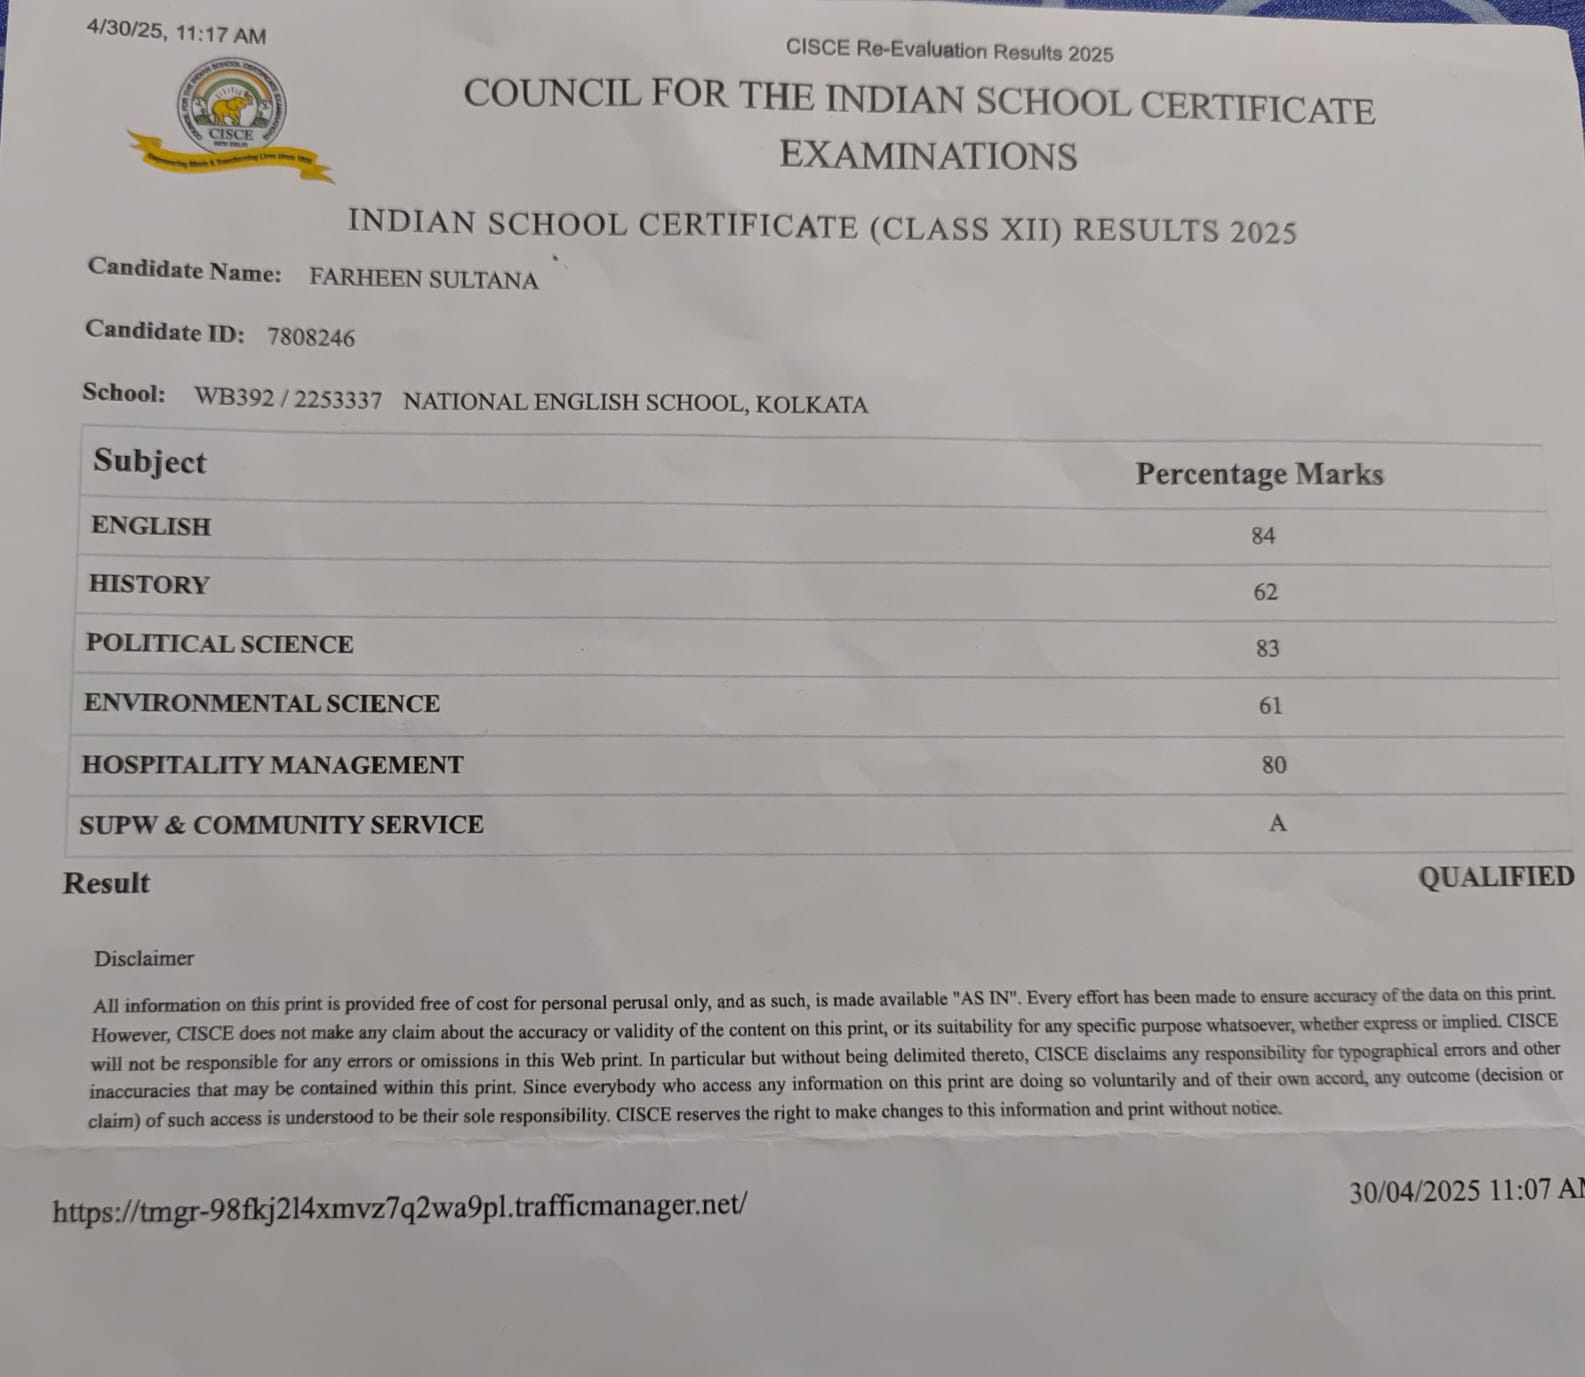 4/30/25, 11:17 AM
CISCE Re-Evaluation Results 2025
COUNCIL FOR THE INDIAN SCHOOL CERTIFICATE EXAMINATIONS
CISCE
NEW DELHI
COUNCIL FOR THE INDIAN SCHOOL CERTIFICATE
EXAMINATIONS
INDIAN SCHOOL CERTIFICATE (CLASS XII) RESULTS 2025
Candidate Name: FARHEEN SULTANA
Candidate ID: 7808246
School: WB392 / 2253337 NATIONAL ENGLISH SCHOOL, KOLKATA
Subject Percentage Marks
ENGLISH 84
HISTORY 62
POLITICAL SCIENCE 83
ENVIRONMENTAL SCIENCE 61
HOSPITALITY MANAGEMENT 80
SUPW & COMMUNITY SERVICE A
Result QUALIFIED
Disclaimer
All information on this print is provided free of cost for personal perusal only, and as such, is made available "AS IN". Every effort has been made to ensure accuracy of the data on this print.
However, CISCE does not make any claim about the accuracy or validity of the content on this print, or its suitability for any specific purpose whatsoever, whether express or implied. CISCE
will not be responsible for any errors or omissions in this Web print. In particular but without being delimited thereto, CISCE disclaims any responsibility for typographical errors and other
inaccuracies that may be contained within this print. Since everybody who access any information on this print are doing so voluntarily and of their own accord, any outcome (decision or
claim) of such access is understood to be their sole responsibility. CISCE reserves the right to make changes to this information and print without notice.
https://tmgr-98fkj2l4xmvz7q2wa9pl.trafficmanager.net/
30/04/2025 11:07 AM